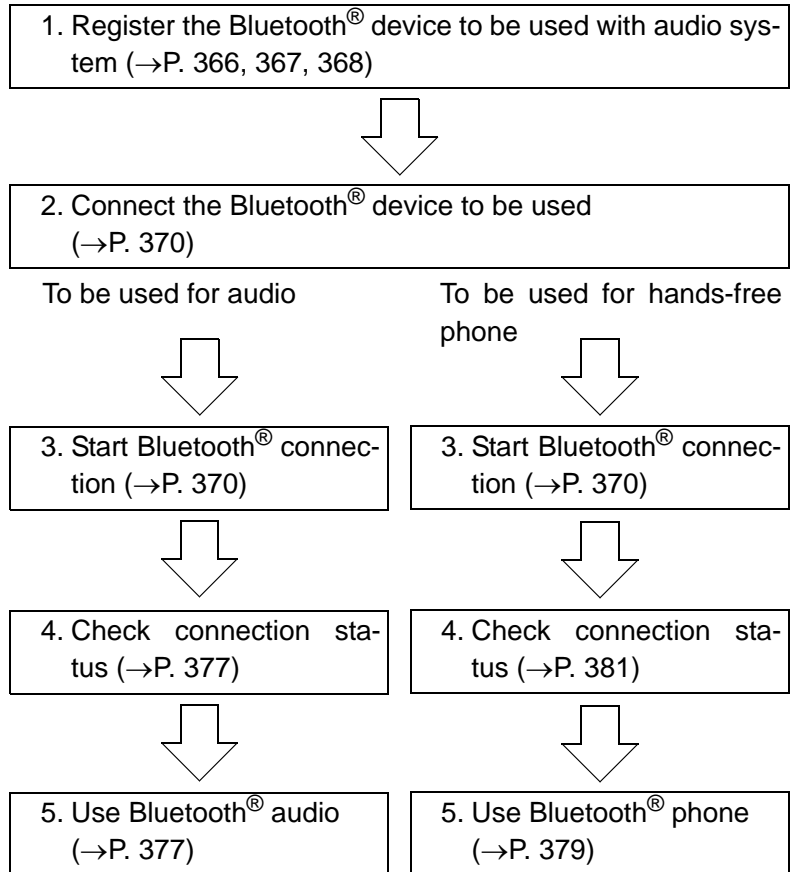 1. Register the Bluetooth® device to be used with audio sys-
tem (→P. 366, 367, 368)
2. Connect the Bluetooth® device to be used
(→P. 370)
To be used for audio
To be used for hands-free
phone
3. Start Bluetooth® connec-
tion (→P. 370)
3. Start Bluetooth® connec-
tion (→P. 370)
4. Check connection sta-
tus (→P. 377)
4. Check connection sta-
tus (→P. 381)
5. Use Bluetooth® audio
(→P. 377)
5. Use Bluetooth® phone
(→P. 379)